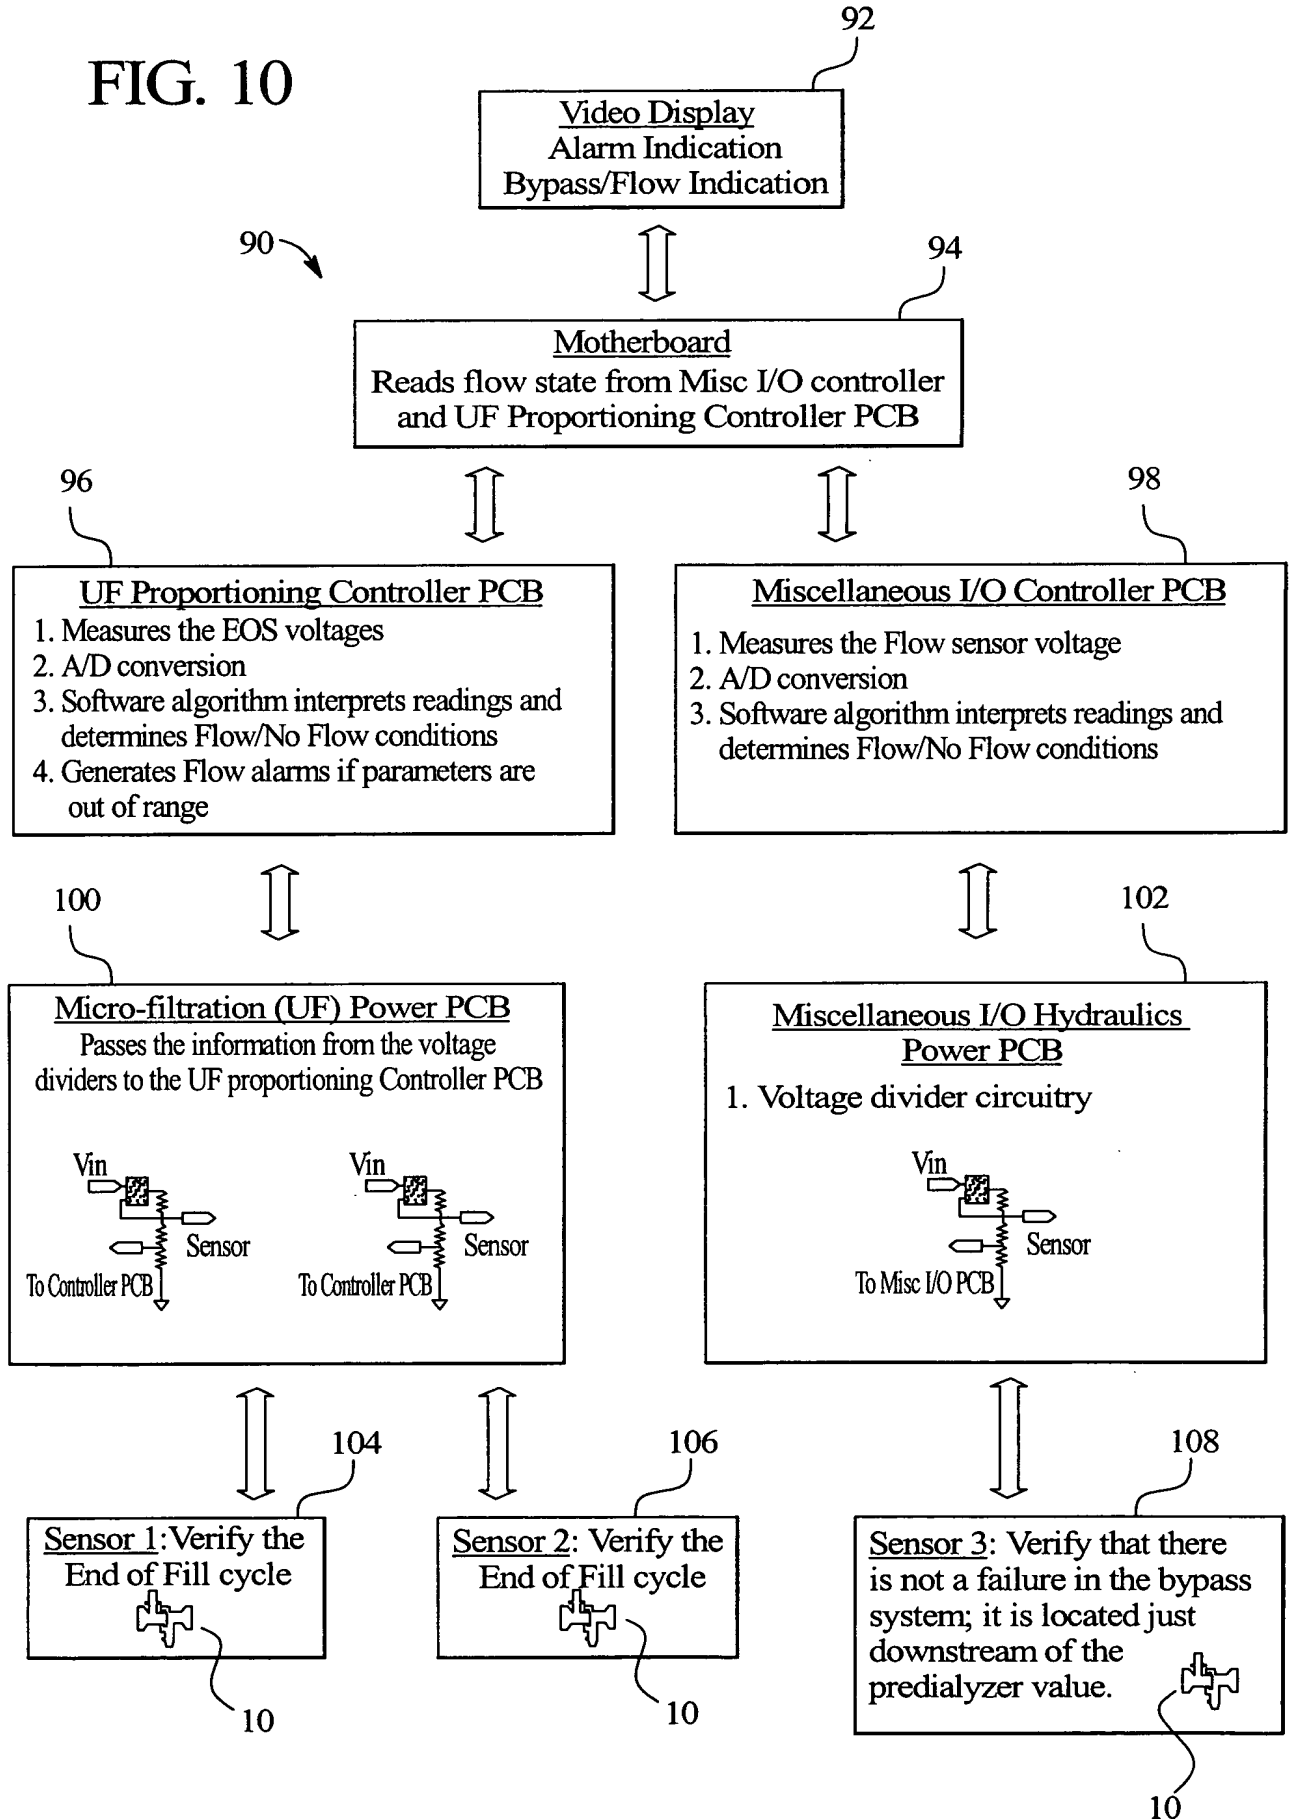 FIG. 10
92
Video Display
Alarm Indication
Bypass/Flow Indication
90
94
Motherboard
Reads flow state from Misc I/O controller
and UF Proportioning Controller PCB
96
98
UF Proportioning Controller PCB
1. Measures the EOS voltages
2. A/D conversion
3. Software algorithm interprets readings and
determines Flow/No Flow conditions
4. Generates Flow alarms if parameters are
out of range
Miscellaneous I/O Controller PCB
1. Measures the Flow sensor voltage
2. A/D conversion
3. Software algorithm interprets readings and
determines Flow/No Flow conditions
100
102
Micro-filtration (UF) Power PCB
Passes the information from the voltage
dividers to the UF proportioning Controller PCB
Vin
Sensor
To Controller PCB
Vin
Sensor
To Controller PCB
Miscellaneous I/O Hydraulics
Power PCB
1. Voltage divider circuitry
Vin
Sensor
To Misc I/O PCB
104
106
108
Sensor 1:Verify the
End of Fill cycle
10
Sensor 2: Verify the
End of Fill cycle
10
Sensor 3: Verify that there
is not a failure in the bypass
system; it is located just
downstream of the
predialyzer value.
10